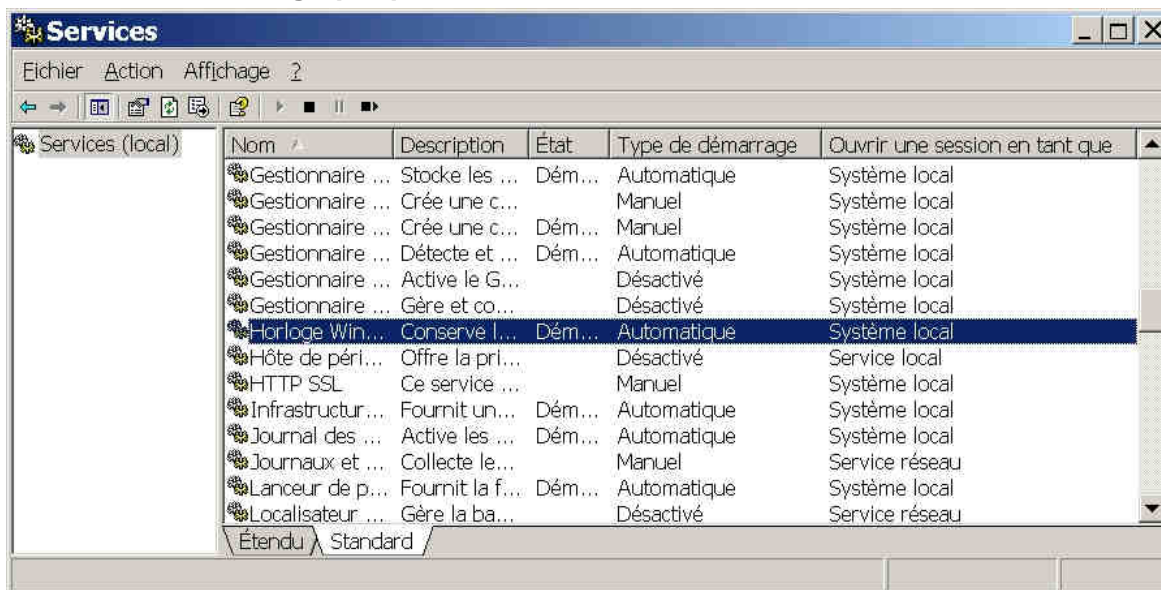 Services
Fichier Action Affichage ?
Services (local)
Nom Description État Type de démarrage Ouvrir une session en tant que
Gestionnaire ... Stocke les ... Dém... Automatique Système local
Gestionnaire ... Crée une c... Manuel Système local
Gestionnaire ... Crée une c... Dém... Manuel Système local
Gestionnaire ... Détecte et ... Dém... Automatique Système local
Gestionnaire ... Active le G... Désactivé Système local
Gestionnaire ... Gère et co... Désactivé Système local
Horloge Win... Conserve l... Dém... Automatique Système local
Hôte de péri... Offre la pri... Désactivé Service local
HTTP SSL Ce service ... Manuel Système local
Infrastructur... Fournit un... Dém... Automatique Système local
Journal des ... Active les ... Dém... Automatique Système local
Journaux et ... Collecte le... Manuel Service réseau
Lanceur de p... Fournit la f... Dém... Automatique Système local
Localisateur ... Gère la ba... Désactivé Service réseau
Étendu Standard